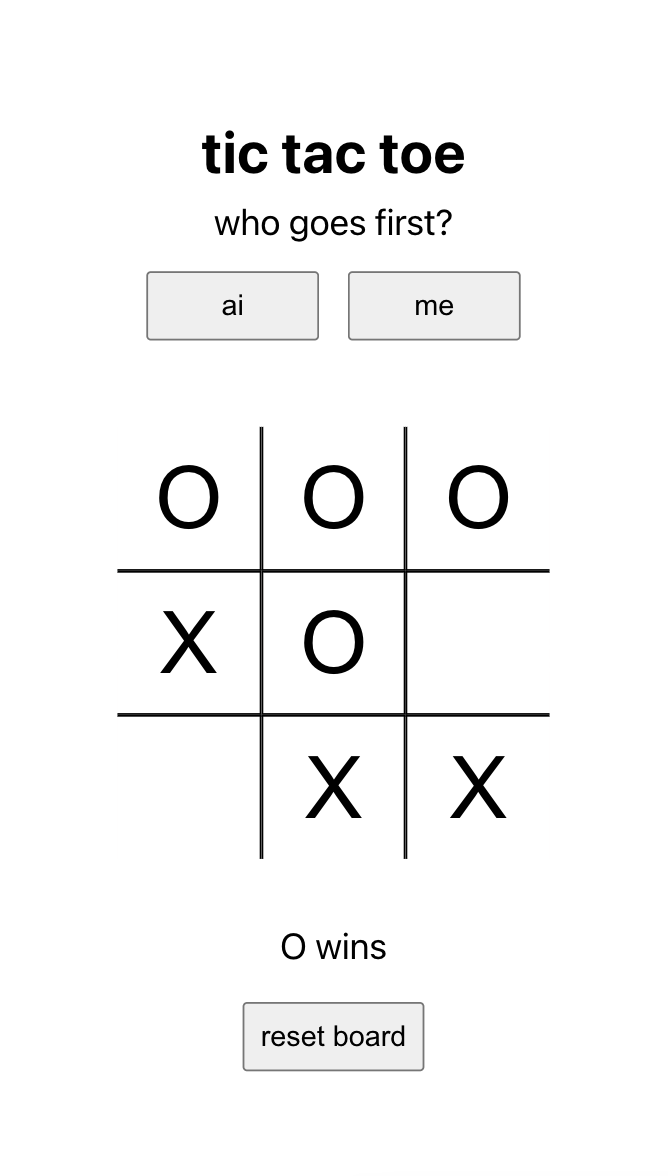 tic tac toe
who goes first?
ai me
O O O
X O
X X
O wins
reset board